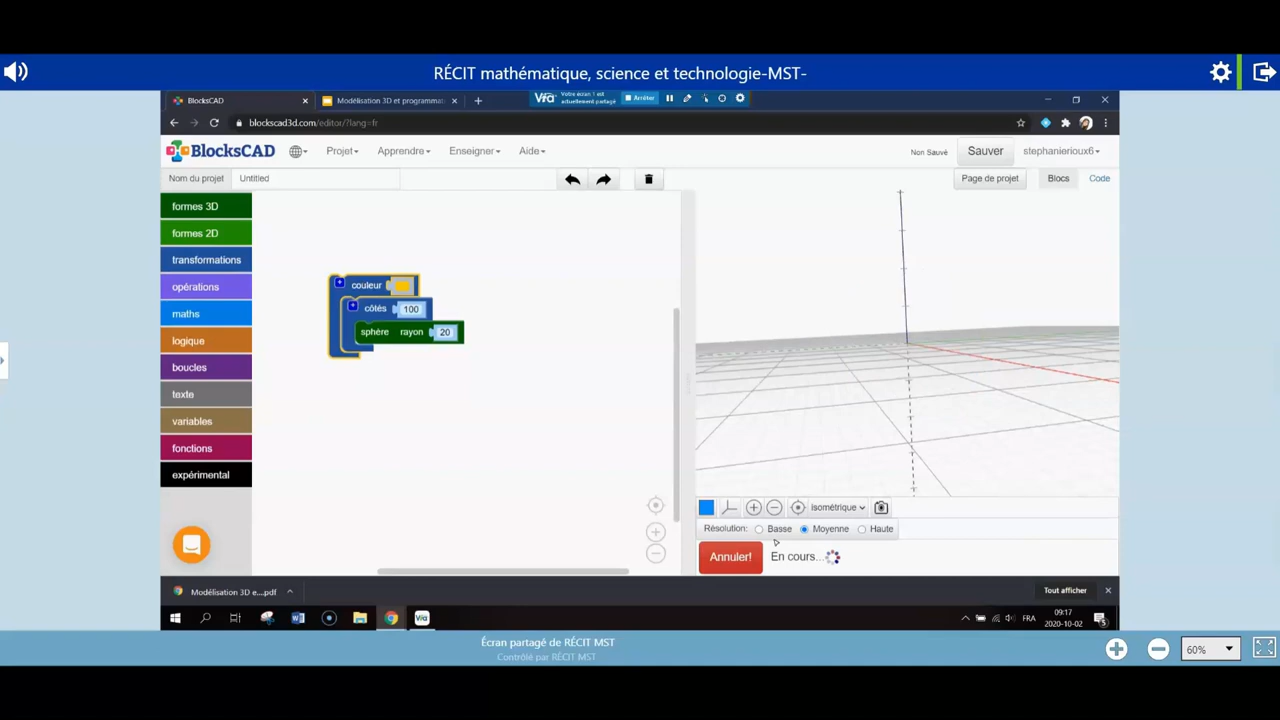 RÉCIT mathématique, science et technologie-MST-
BlocksCAD
Modélisation 3D et programmat
Votre écran 1 est
actuellement partagé
Arrêter
blockscad3d.com/editor/?lang=fr
BlocksCAD
Projet
Apprendre
Enseigner
Aide
Non Sauvé
Sauver
stephanierioux6
Nom du projet
Untitled
Page de projet
Blocs
Code
formes 3D
formes 2D
transformations
opérations
maths
logique
boucles
texte
variables
fonctions
expérimental
couleur
côtés 100
sphère rayon 20
isométrique
Résolution: Basse Moyenne Haute
Annuler! En cours...
Modélisation 3D e....pdf
Tout afficher
FRA
09:17
2020-10-02
5
Écran partagé de RÉCIT MST
Contrôlé par RÉCIT MST
60%